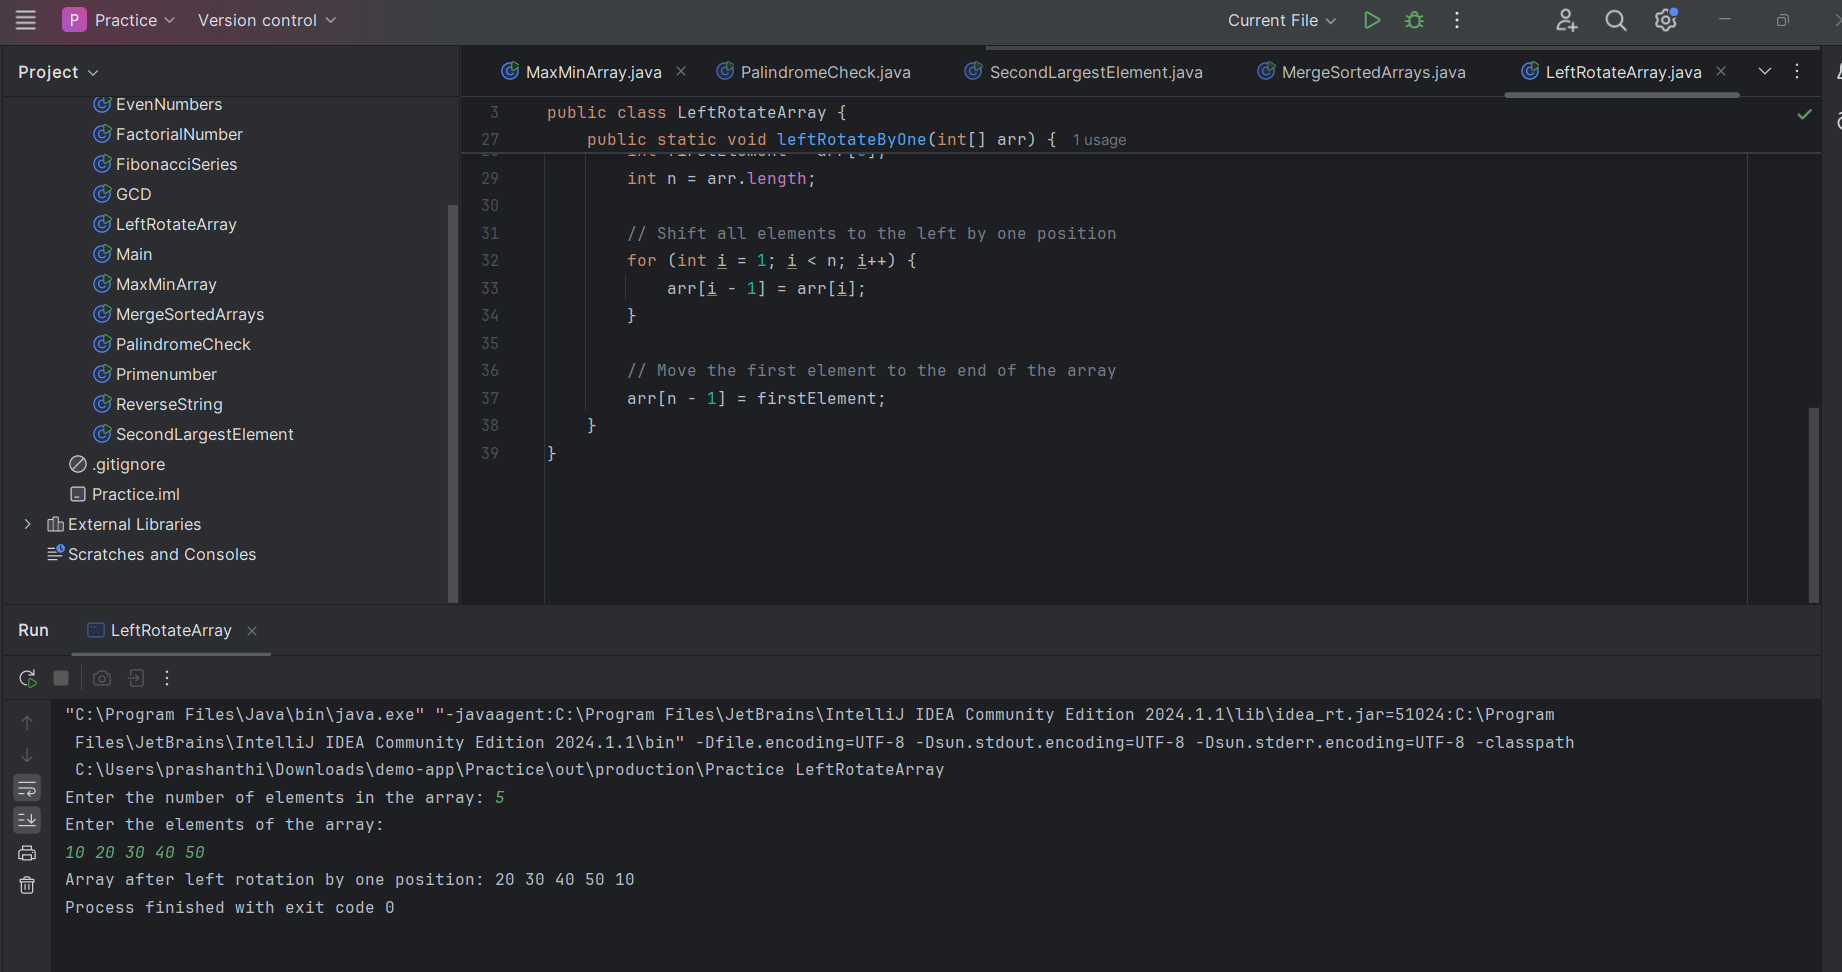 P Practice Version control Current File
Project
EvenNumbers
FactorialNumber
FibonacciSeries
GCD
LeftRotateArray
Main
MaxMinArray
MergeSortedArrays
PalindromeCheck
Primenumber
ReverseString
SecondLargestElement
.gitignore
Practice.iml
External Libraries
Scratches and Consoles
MaxMinArray.java PalindromeCheck.java SecondLargestElement.java MergeSortedArrays.java LeftRotateArray.java
3 public class LeftRotateArray {
27 public static void leftRotateByOne(int[] arr) { 1 usage
29 int n = arr.length;
30
31 // Shift all elements to the left by one position
32 for (int i = 1; i < n; i++) {
33 arr[i - 1] = arr[i];
34 }
35
36 // Move the first element to the end of the array
37 arr[n - 1] = firstElement;
38 }
39 }
Run LeftRotateArray
"C:\Program Files\Java\bin\java.exe" "-javaagent:C:\Program Files\JetBrains\IntelliJ IDEA Community Edition 2024.1.1\lib\idea_rt.jar=51024:C:\Program
Files\JetBrains\IntelliJ IDEA Community Edition 2024.1.1\bin" -Dfile.encoding=UTF-8 -Dsun.stdout.encoding=UTF-8 -Dsun.stderr.encoding=UTF-8 -classpath
C:\Users\prashanthi\Downloads\demo-app\Practice\out\production\Practice LeftRotateArray
Enter the number of elements in the array: 5
Enter the elements of the array:
10 20 30 40 50
Array after left rotation by one position: 20 30 40 50 10
Process finished with exit code 0